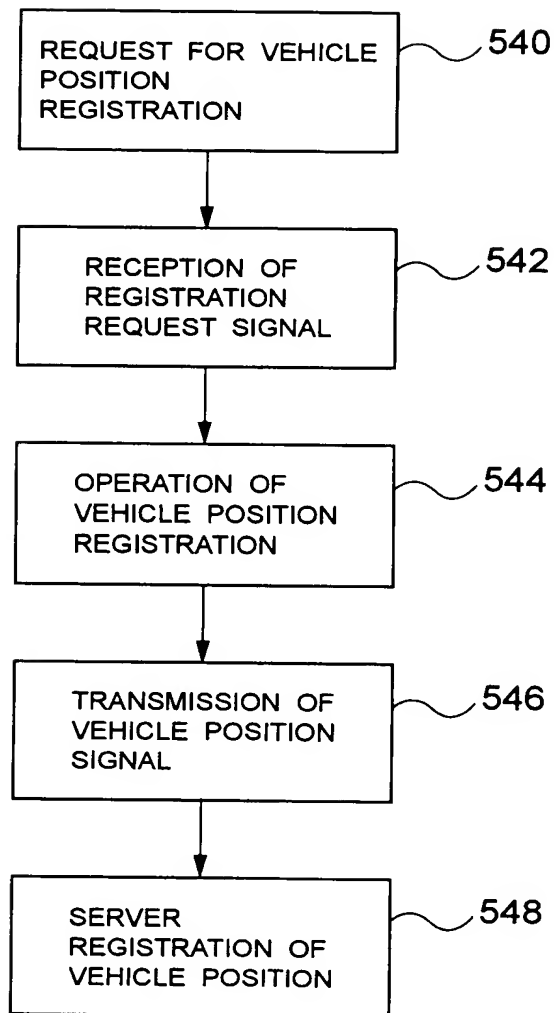 REQUEST FOR VEHICLE
POSITION
REGISTRATION
540
RECEPTION OF
REGISTRATION
REQUEST SIGNAL
542
OPERATION OF
VEHICLE POSITION
REGISTRATION
544
TRANSMISSION OF
VEHICLE POSITION
SIGNAL
546
SERVER
REGISTRATION OF
VEHICLE POSITION
548